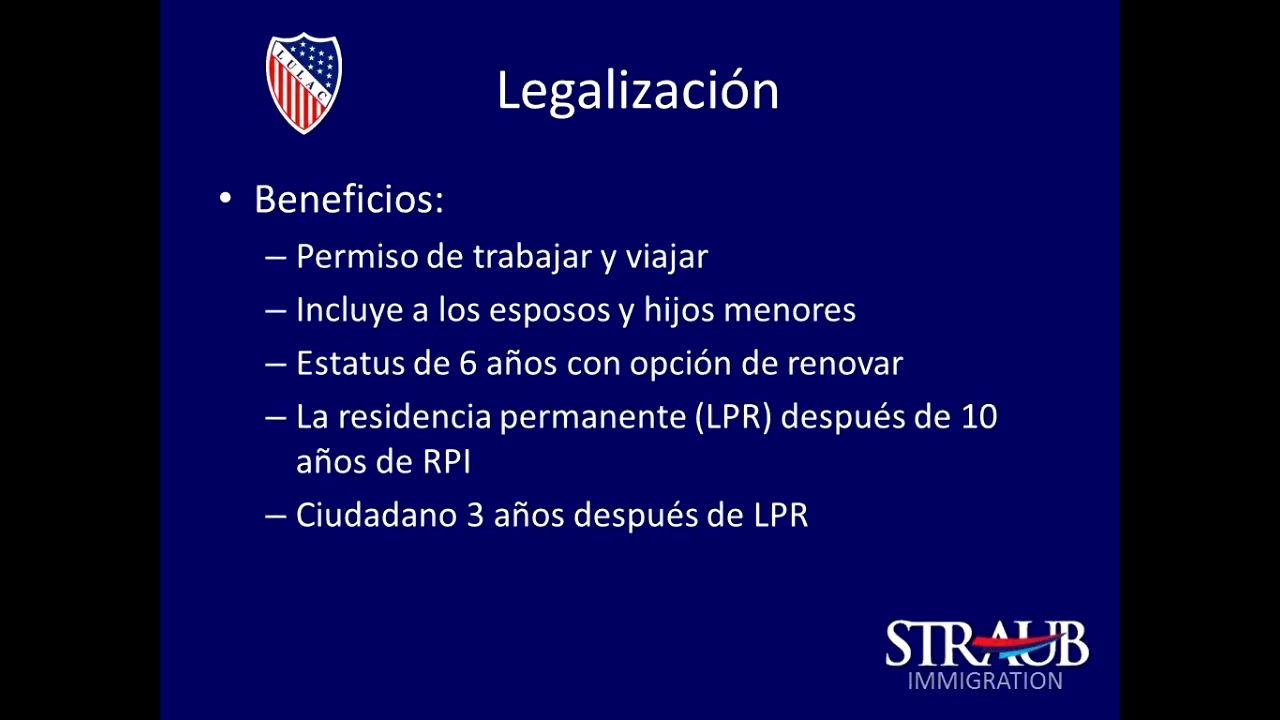 LULAC
Legalización
• Beneficios:
– Permiso de trabajar y viajar
– Incluye a los esposos y hijos menores
– Estatus de 6 años con opción de renovar
– La residencia permanente (LPR) después de 10
años de RPI
– Ciudadano 3 años después de LPR
STRAUB
IMMIGRATION